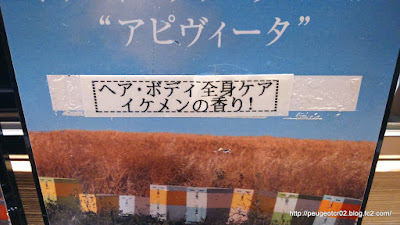 “アピヴィータ”
ヘア・ボディ全身ケア
イケメンの香り!
http://peugeotcr02.blog.fc2.com/